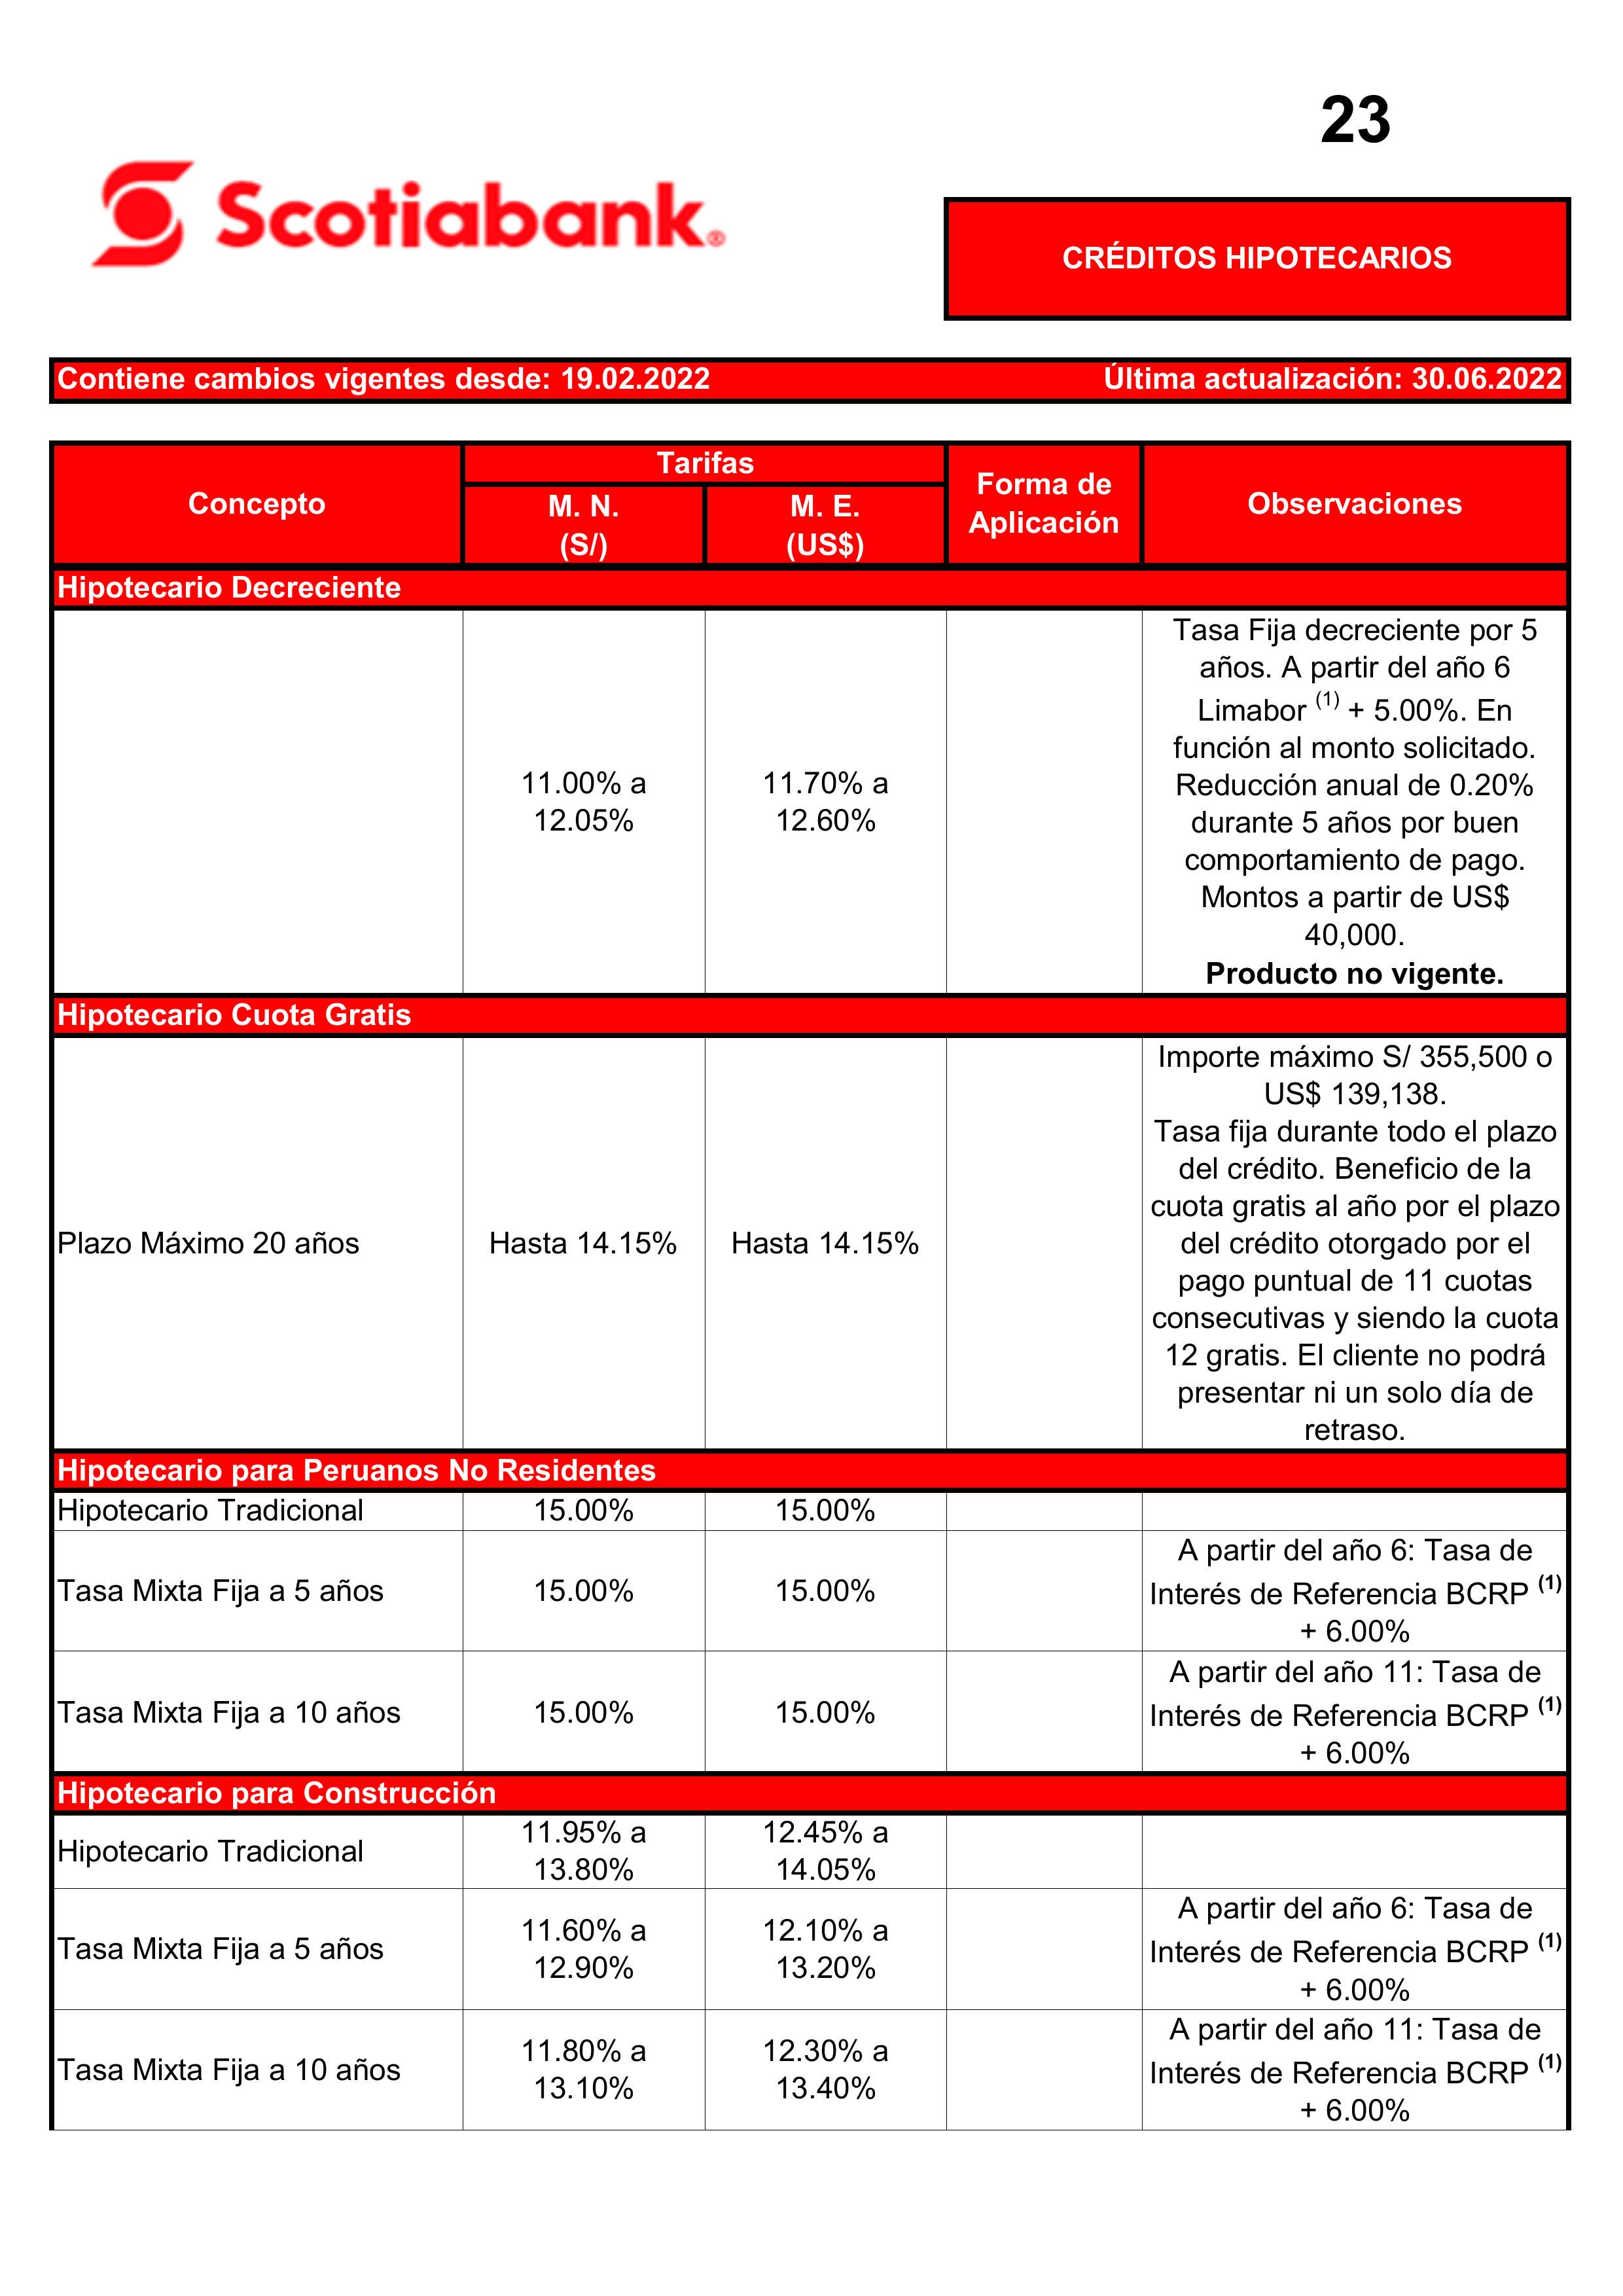 23
Scotiabank®
CRÉDITOS HIPOTECARIOS
Contiene cambios vigentes desde: 19.02.2022 Última actualización: 30.06.2022
Concepto
Tarifas
M. N.
(S/)
M. E.
(US$)
Forma de
Aplicación
Observaciones
Hipotecario Decreciente
11.00% a
12.05%
11.70% a
12.60%
Tasa Fija decreciente por 5
años. A partir del año 6
Limabor (1) + 5.00%. En
función al monto solicitado.
Reducción anual de 0.20%
durante 5 años por buen
comportamiento de pago.
Montos a partir de US$
40,000.
Producto no vigente.
Hipotecario Cuota Gratis
Plazo Máximo 20 años
Hasta 14.15%
Hasta 14.15%
Importe máximo S/ 355,500 o
US$ 139,138.
Tasa fija durante todo el plazo
del crédito. Beneficio de la
cuota gratis al año por el plazo
del crédito otorgado por el
pago puntual de 11 cuotas
consecutivas y siendo la cuota
12 gratis. El cliente no podrá
presentar ni un solo día de
retraso.
Hipotecario para Peruanos No Residentes
Hipotecario Tradicional
15.00%
15.00%
Tasa Mixta Fija a 5 años
15.00%
15.00%
A partir del año 6: Tasa de
Interés de Referencia BCRP (1)
+ 6.00%
Tasa Mixta Fija a 10 años
15.00%
15.00%
A partir del año 11: Tasa de
Interés de Referencia BCRP (1)
+ 6.00%
Hipotecario para Construcción
Hipotecario Tradicional
11.95% a
13.80%
12.45% a
14.05%
Tasa Mixta Fija a 5 años
11.60% a
12.90%
12.10% a
13.20%
A partir del año 6: Tasa de
Interés de Referencia BCRP (1)
+ 6.00%
Tasa Mixta Fija a 10 años
11.80% a
13.10%
12.30% a
13.40%
A partir del año 11: Tasa de
Interés de Referencia BCRP (1)
+ 6.00%